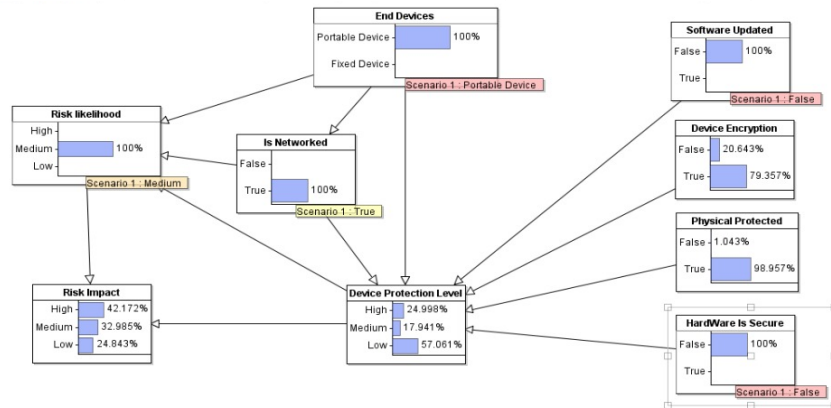 End Devices
Portable Device 100%
Fixed Device
Scenario 1 : Portable Device
Software Updated
False 100%
True
Scenario 1 : False
Risk likelihood
High
Medium 100%
Low
Scenario 1 : Medium
Is Networked
False
True 100%
Scenario 1 : True
Device Encryption
False 20.643%
True 79.357%
Physical Protected
False 1.043%
True 98.957%
Risk Impact
High 42.172%
Medium 32.985%
Low 24.843%
Device Protection Level
High 24.998%
Medium 17.941%
Low 57.061%
HardWare Is Secure
False 100%
True
Scenario 1 : False